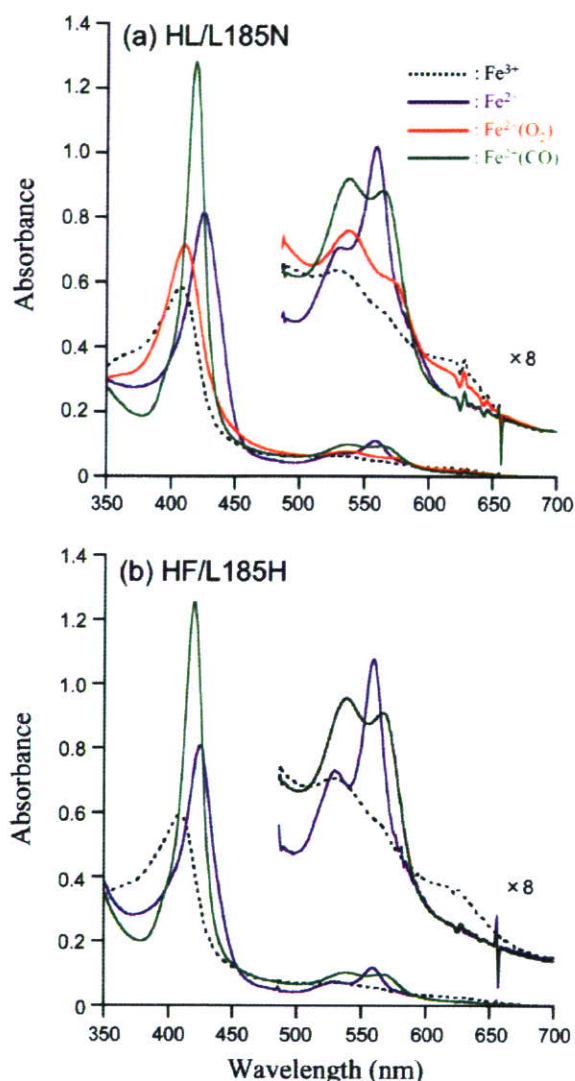 (a) HL/L185N
: Fe³⁺
: Fe²⁺
: Fe²⁺(O₂)
: Fe²⁺(CO)
1.4
1.2
1.0
0.8
0.6
0.4
0.2
0
Absorbance
×8
350 400 450 500 550 600 650 700
(b) HF/L185H
1.4
1.2
1.0
0.8
0.6
0.4
0.2
0
Absorbance
×8
350 400 450 500 550 600 650 700
Wavelength (nm)